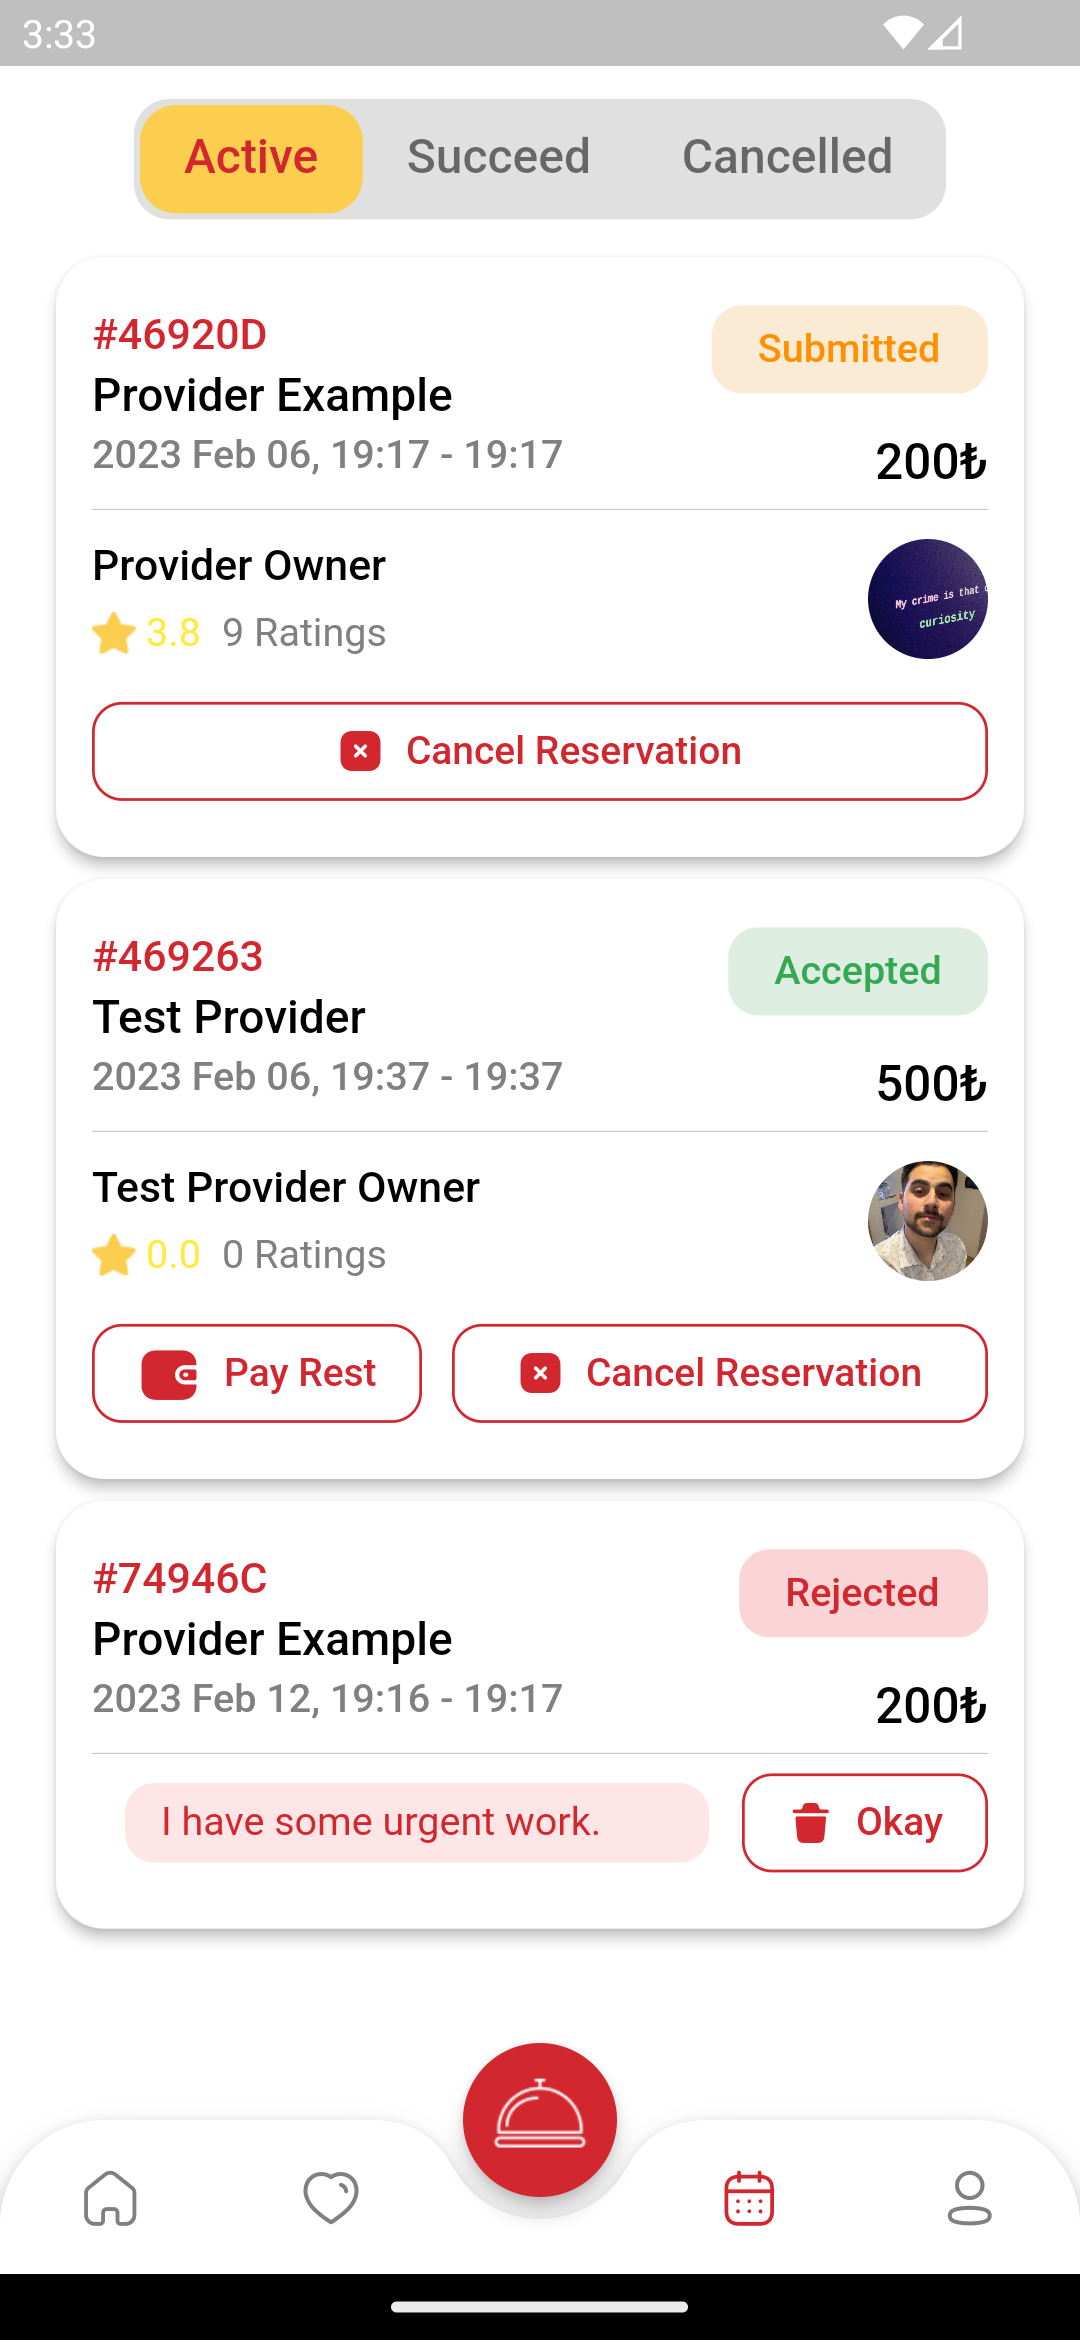 3:33
Active Succeed Cancelled
#46920D
Submitted
Provider Example
2023 Feb 06, 19:17 - 19:17
200₺
Provider Owner
3.8 9 Ratings
My crime is that
curiosity
Cancel Reservation
#469263
Accepted
Test Provider
2023 Feb 06, 19:37 - 19:37
500₺
Test Provider Owner
0.0 0 Ratings
Pay Rest Cancel Reservation
#74946C
Rejected
Provider Example
2023 Feb 12, 19:16 - 19:17
200₺
I have some urgent work. Okay